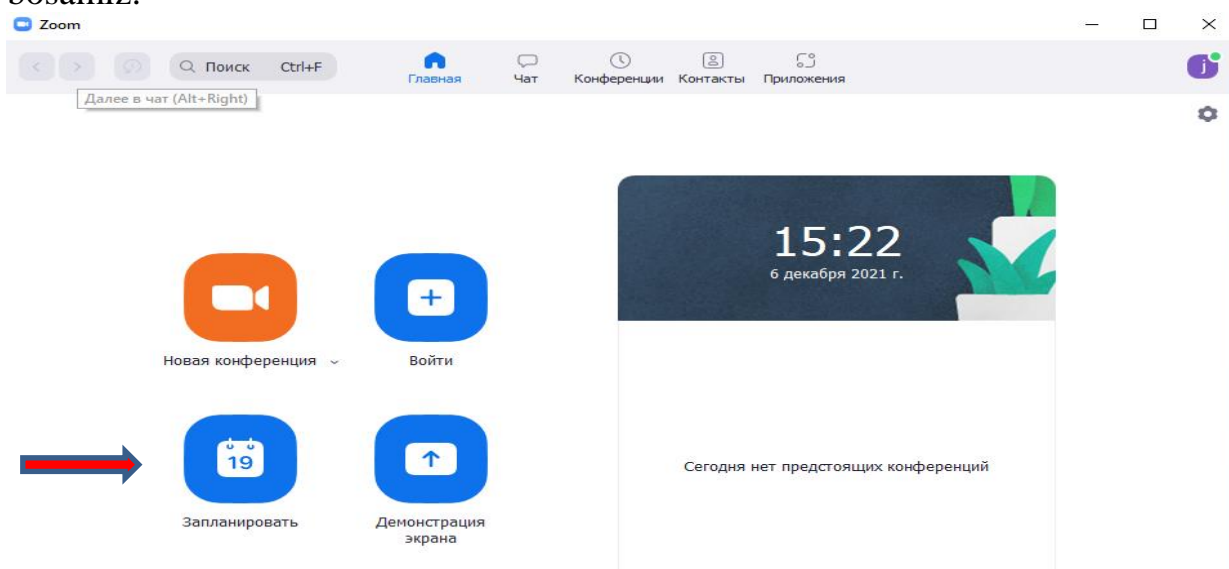 bosamiz.
Zoom
Поиск Ctrl+F
Главная
Чат
Конференции
Контакты
Приложения
j
Далее в чат (Alt+Right)
15:22
6 декабря 2021 г.
Новая конференция
Войти
19
Сегодня нет предстоящих конференций
Запланировать
Демонстрация
экрана